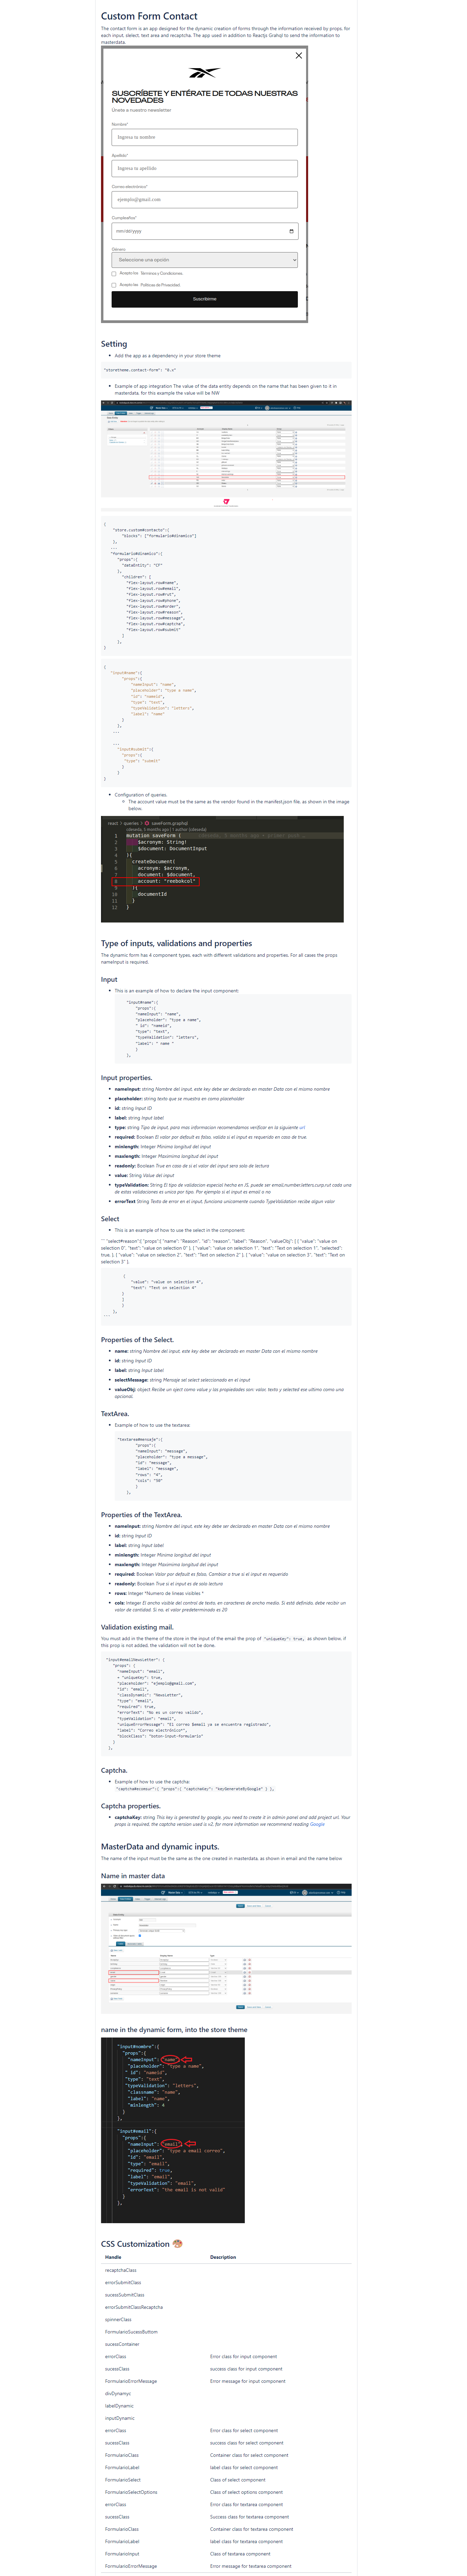 Custom Form Contact
The contact form is an app designed for the dynamic creation of forms through the information received by props, for
each input, slelect, text area and recaptcha. The app used in addition to Reactjs Grahql to send the information to
masterdata.
SUSCRÍBETE Y ENTÉRATE DE TODAS NUESTRAS
NOVEDADES
Únete a nuestro newsletter
Nombre*
Ingresa tu nombre
Apellido*
Ingresa tu apellido
Correo electrónico*
ejemplo@gmail.com
Cumpleaños*
mm/dd/yyyy
Género
Seleccione una opción
Acepto los Términos y Condiciones
Acepto las Políticas de Privacidad
Suscribirme
Setting
Add the app as a dependency in your store theme
"storetheme.contact-form": "0.x"
Example of app integration The value of the data entity depends on the name that has been given to it in
masterdata, for this example the value will be NW
{
"store.custom#contacto":{
"blocks": ["formulario#dinamico"]
},
...
"formulario#dinamico":{
"props":{
"dataEntity": "CF"
},
"children": [
"flex-layout.row#name",
"flex-layout.row#email",
"flex-layout.row#rut",
"flex-layout.row#phone",
"flex-layout.row#order",
"flex-layout.row#reason",
"flex-layout.row#message",
"flex-layout.row#captcha",
"flex-layout.row#submit"
]
},
}
{
"input#name":{
"props":{
"nameInput": "name",
"placeholder": "type a name",
"id": "nameid",
"type": "text",
"typeValidation": "letters",
"label": "name"
}
},
...
...
"input#submit":{
"props":{
"type": "submit"
}
}
}
Configuration of queries.
The account value must be the same as the vendor found in the manifest.json file, as shown in the image
below.
react > queries > saveForm.graphql
1 mutation saveForm (
2 $acronym: String!
3 $document: DocumentInput
4 ){
5 createDocument(
6 acronym: $acronym,
7 document: $document,
8 account: "reebokcol"
9 ){
10 documentId
11 }
12 }
Type of inputs, validations and properties
The dynamic form has 4 component types, each with different validations and properties. For all cases the props
nameInput is required.
Input
This is an example of how to declare the input component:
"input#name":{
"props":{
"nameInput": "name",
"placeholder": "type a name",
" id": "nameid",
"type": "text",
"typeValidation": "letters",
"label": " name "
}
},
Input properties.
nameInput: string Nombre del input, este key debe ser declarado en master Data con el mismo nombre
placeholder: string texto que se muestra en como placeholder
id: string Input ID
label: string Input label
type: string Tipo de input, para mas informacion recomendamos verificar en la siguiente url
required: Boolean El valor por default es falso, valida si el input es requerido en caso de true.
minlength: Integer Minima longitud del input
maxlength: Integer Maximima longitud del input
readonly: Boolean True en caso de si el valor del input sera solo de lectura
value: String Value del input
typeValidation: String El tipo de validacion especial hecha en JS, puede ser email,number,letters,surp,rut cada una
de estas validaciones es unica por tipo. Por ejemplo si el input es email o no
errorText String Texto de error en el input, funciona unicamente cuando TypeValidation recibe algun valor
Select
This is an example of how to use the select in the component:
``` "select#reason":{ "props":{ "name": "Reason", "id": "reason", "label": "Reason", "valueObj": [ { "value": "value on
selection 0", "text": "value on selection 0" }, { "value": "value on selection 1", "text": "Text on selection 1", "selected":
true, }, { "value": "value on selection 2", "text": "Text on selection 2" }, { "value": "value on selection 3", "text": "Text on
selection 3" },
{
"value": "value on selection 4",
"text": "Text on selection 4"
}
]
}
},
```
Properties of the Select.
name: string Nombre del input, este key debe ser declarado en master Data con el mismo nombre
id: string Input ID
label: string Input label
selectMessage: string Mensaje sel select seleccionado en el input
valueObj: object Recibe un oject como value y las propiedades son: valor, texto y selected ese ultimo como una
opcional.
TextArea.
Example of how to use the textarea:
"textarea#mensaje":{
"props":{
"nameInput": "message",
"placeholder": "type a message",
"id": "message",
"label": "message",
"rows": "4",
"cols": "50"
}
},
Properties of the TextArea.
nameinput: string Nombre del input, este key debe ser declarado en master Data con el mismo nombre
id: string Input ID
label: string Input label
minlength: Integer Minima longitud del input
maxlength: Integer Maximima longitud del input
required: Boolean Valor por default es falso, Cambiar a true si el input es requerido
readonly: Boolean True si el input es de solo lectura
rows: Integer *Numero de lineas visibles *
cols: Integer El ancho visible del control de texto, en caracteres de ancho medio. Si esté definido, debe recibir un
valor de cantidad. Si no, el valor predeterminado es 20
Validation existing mail.
You must add in the theme of the store in the input of the email the prop of "uniqueKey": true, as shown below, if
this prop is not added, the validation will not be done.
"input#emailNewsLetter": {
"props": {
"nameInput": "email",
+ "uniqueKey": true,
"placeholder": "ejemplo@gmail.com",
"id": "email",
"classDynamic": "NewsLetter",
"type": "email",
"required": true,
"errorText": "No es un correo valido",
"typeValidation": "email",
"uniqueErrorMessage": "El correo $email ya se encuentra registrado",
"label": "Correo electrónico*",
"blockClass": "boton-input-formulario"
}
},
Captcha.
Example of how to use the captcha:
"captcha#consur":{ "props":{ "captchaKey": "keyGenerateByGoogle" } },
Captcha properties.
captchaKey: string This key is generated by google, you need to create it in admin panel and add project url. Your
props is required, the captcha version used is v2, for more information we recommend reading Google
MasterData and dynamic inputs.
The name of the input must be the same as the one created in masterdata, as shown in email and the name below
Name in master data
name in the dynamic form, into the store theme
"input#nombre":{
"props":{
"nameInput": "name",
"placeholder": "type a name",
" id": "nameid",
"type": "text",
"typeValidation": "letters",
"classname": "name",
"label": "name",
"minlength": 4
}
},
"input#email":{
"props":{
"nameInput": "email",
"placeholder": "type a email correo",
"id": "email",
"type": "email",
"required": true,
"label": "email",
"typeValidation": "email",
"errorText": "the email is not valid"
}
},
CSS Customization 🎨
Handle Description
recaptchaClass
errorSubmitClass
sucessSubmitClass
errorSubmitClassRecaptcha
spinnerClass
FormularioSucessButtom
sucessContainer
errorClass Error class for input component
sucessClass success class for input component
FormularioErrorMessage Error message for input component
divDynamyc
labelDynamic
inputDynamic
errorClass Error class for select component
sucessClass success class for select component
FormularioClass Container class for select component
FormularioLabel label class for select component
FormularioSelect Class of select component
FormularioSelectOptions Class of select options component
errorClass Error class for textarea component
sucessClass Success class for textarea component
FormularioClass Container class for textarea component
FormularioLabel label class for textarea component
FormularioInput Class of textarea component
FormularioErrorMessage Error message for textarea component